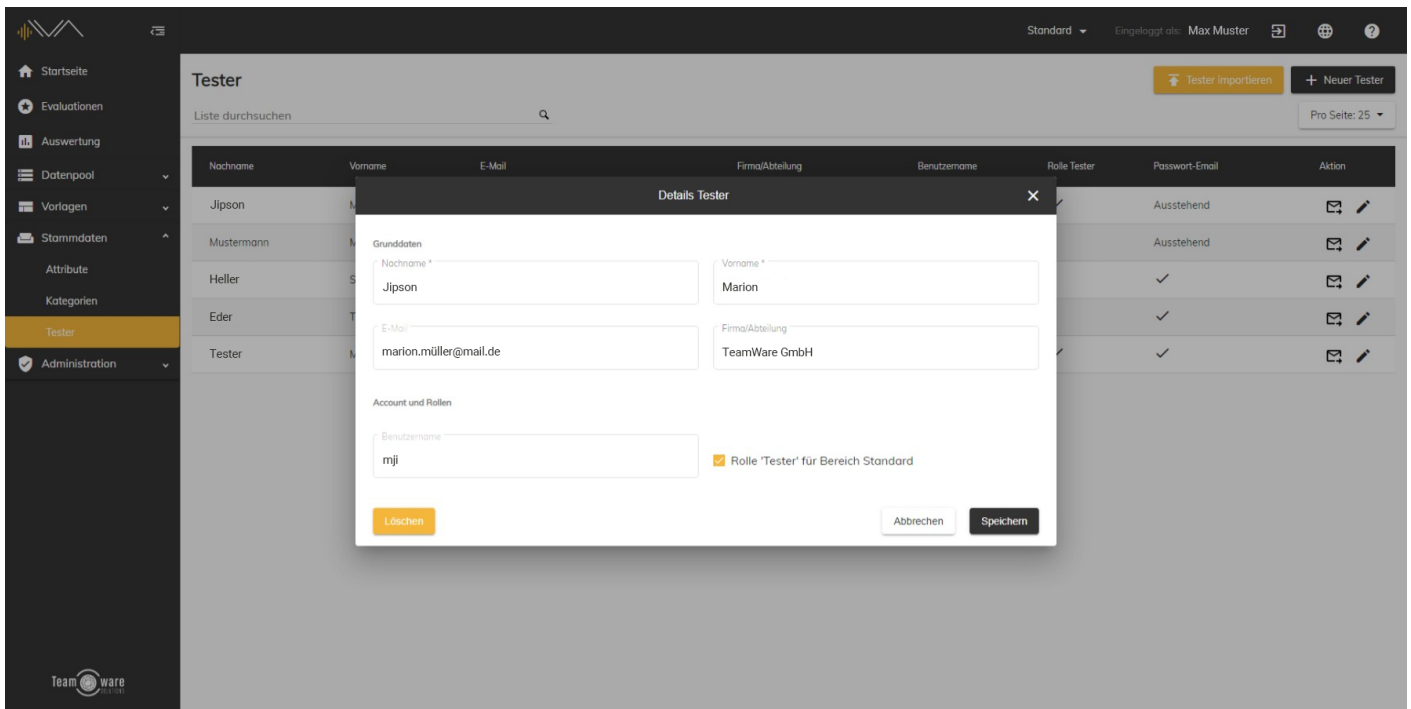 Standard
Eingeloggt als: Max Muster
Startseite
Evaluationen
Auswertung
Datenpool
Vorlagen
Stammdaten
Attribute
Kategorien
Tester
Administration
Team ware
SOLUTIONS
Tester
Tester importieren
+ Neuer Tester
Liste durchsuchen
Pro Seite: 25
Nachname Vorname E-Mail Firma/Abteilung Benutzername Rolle Tester Passwort-Email Aktion
Jipson M Ausstehend
Mustermann M Ausstehend
Heller S
Eder T
Tester M
Details Tester
Grunddaten
Nachname * Vorname *
Jipson Marion
E-Mail Firma/Abteilung
marion.müller@mail.de TeamWare GmbH
Account und Rollen
Benutzername
mji Rolle 'Tester' für Bereich Standard
Löschen Abbrechen Speichern